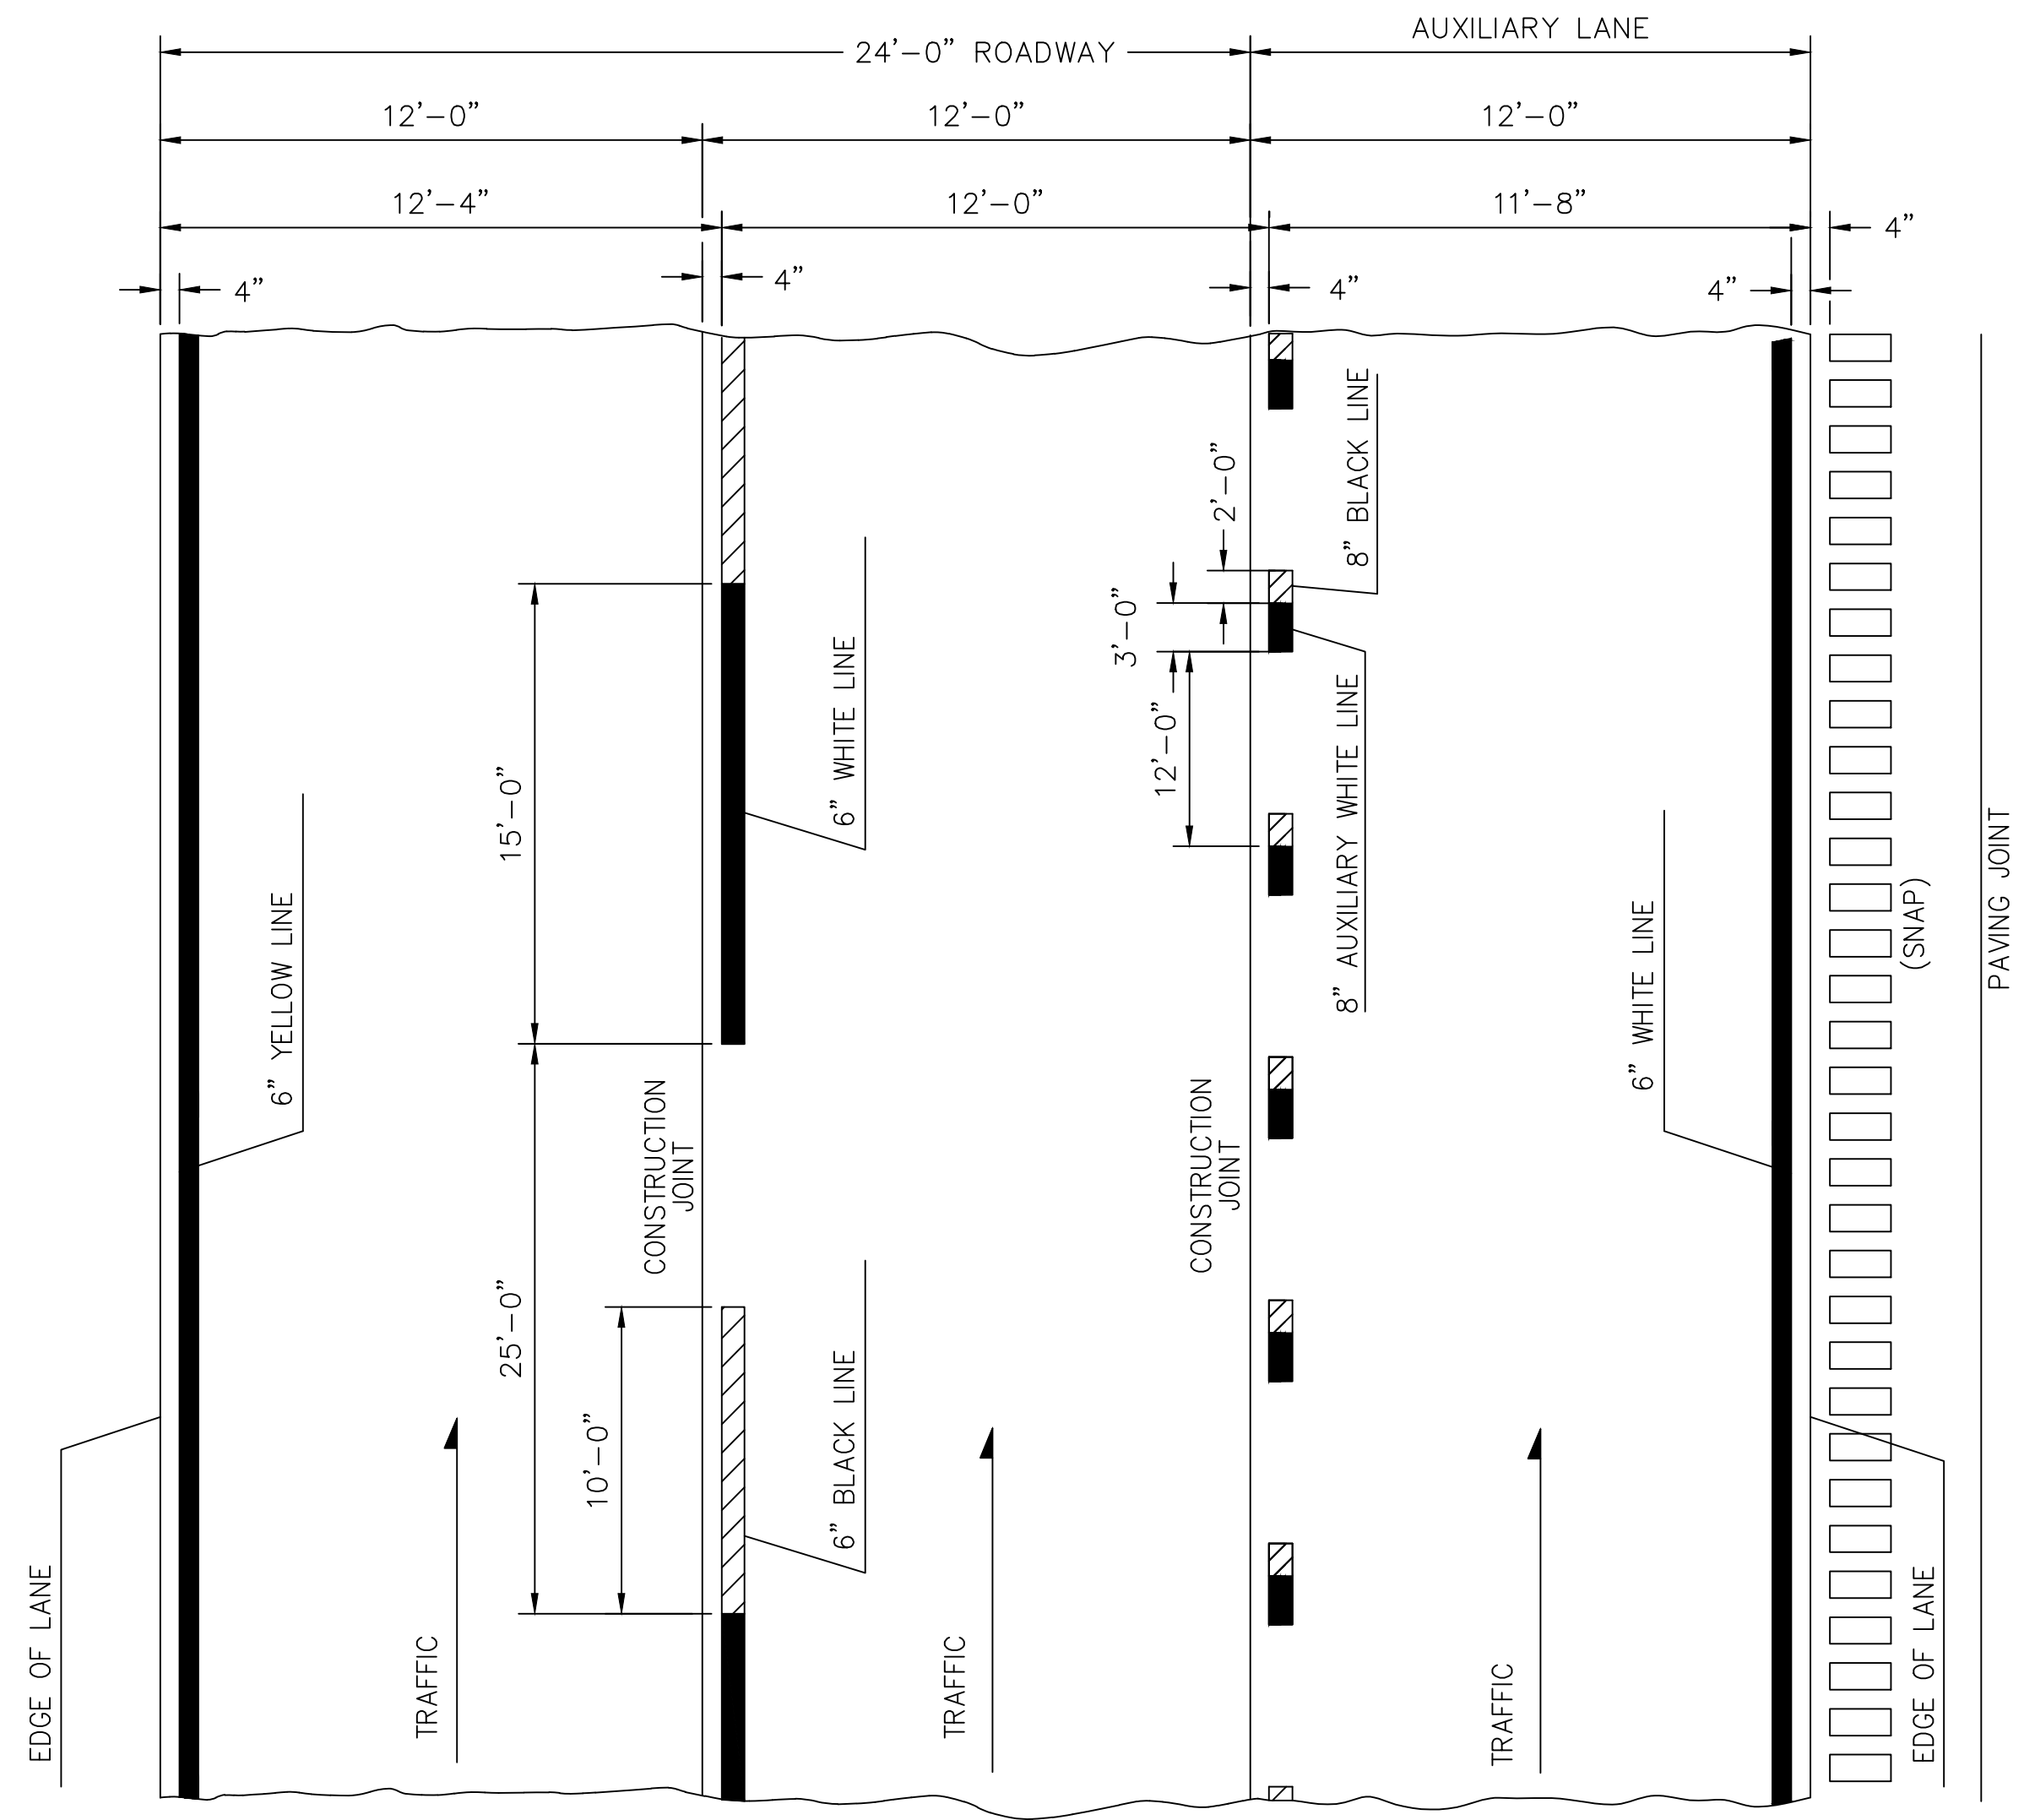 AUXILIARY LANE
24'-0" ROADWAY
12'-0"
12'-0"
12'-0"
12'-4"
12'-0"
11'-8"
4"
4"
4"
4"
4"
8" BLACK LINE
2'-0"
3'-0"
6" WHITE LINE
12'-0"
8" AUXILIARY WHITE LINE
15'-0"
6" YELLOW LINE
6" WHITE LINE
(SNAP)
PAVING JOINT
CONSTRUCTION
JOINT
CONSTRUCTION
JOINT
25'-0"
10'-0"
6" BLACK LINE
EDGE OF LANE
TRAFFIC
TRAFFIC
TRAFFIC
EDGE OF LANE